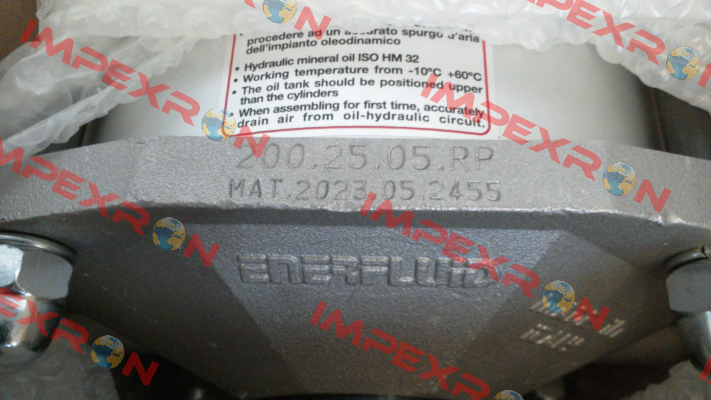 procedere ad un accurato spurgo d'aria
dell'impianto oleodinamico
• Hydraulic mineral oil ISO HM 32
• Working temperature from -10°C +60°C
• The oil tank should be positioned upper
than the cylinders
• When assembling for first time, accurately
drain air from oil-hydraulic circuit.
200.25.05.RP
MAT.2023.05.2455
ENERFLUID
IMPEXRON
IMPEXRON
IMPEXRON
IMPEXRON
IMPEXRON
IMPEXRON